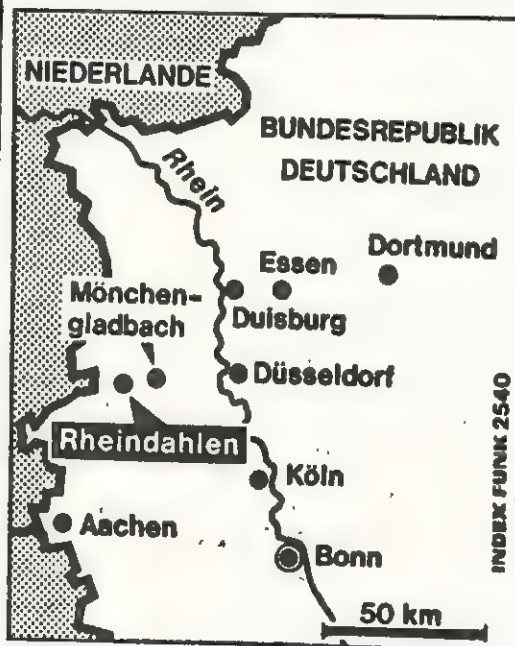 NIEDERLANDE
BUNDESREPUBLIK
DEUTSCHLAND
Rhein
Dortmund
Essen
Mönchen-
gladbach
Duisburg
Düsseldorf
Rheindahlen
Köln
Aachen
Bonn
50 km
INDEX FUNK 2540